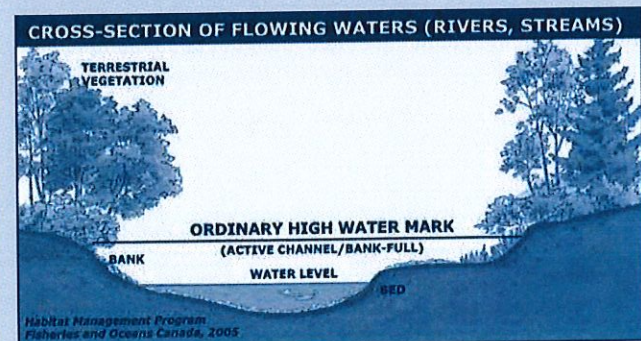 CROSS-SECTION OF FLOWING WATERS (RIVERS, STREAMS)
TERRESTRIAL
VEGETATION
ORDINARY HIGH WATER MARK
(ACTIVE CHANNEL/BANK-FULL)
BANK
WATER LEVEL
BED
Habitat Management Program
Fisheries and Oceans Canada, 2005